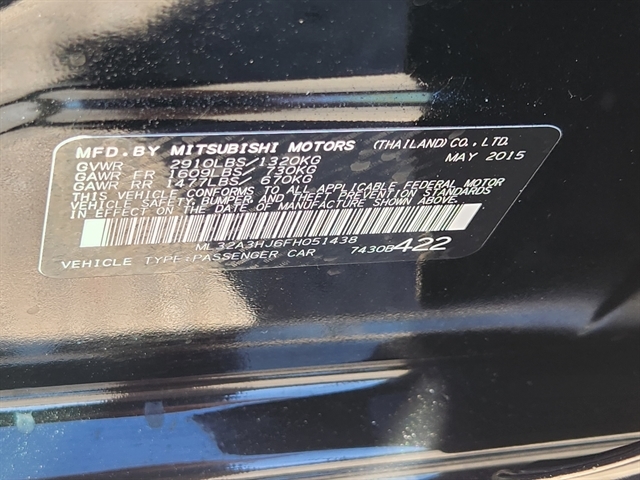 MFD. BY MITSUBISHI MOTORS (THAILAND) CO., LTD.
GVWR 2910LBS/1320KG MAY 2015
GAWR FR 1609LBS/ 730KG
GAWR RR 1477LBS/ 670KG
THIS VEHICLE CONFORMS TO ALL APPLICABLE FEDERAL MOTOR
VEHICLE SAFETY, BUMPER, AND THEFT PREVENTION STANDARDS
IN EFFECT ON THE DATE OF MANUFACTURE SHOWN ABOVE.
ML32A3HJ6FH051438
VEHICLE TYPE:PASSENGER CAR 7430B422